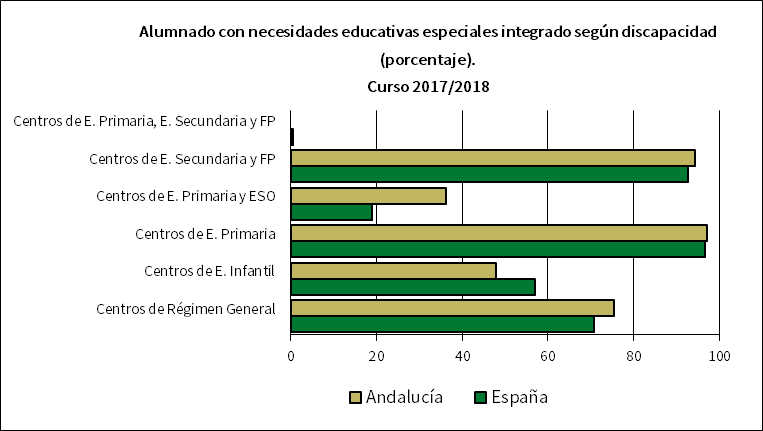 Alumnado con necesidades educativas especiales integrado según discapacidad
(porcentaje).
Curso 2017/2018
Centros de E. Primaria, E. Secundaria y FP
Centros de E. Secundaria y FP
Centros de E. Primaria y ESO
Centros de E. Primaria
Centros de E. Infantil
Centros de Régimen General
0 20 40 60 80 100
Andalucía España